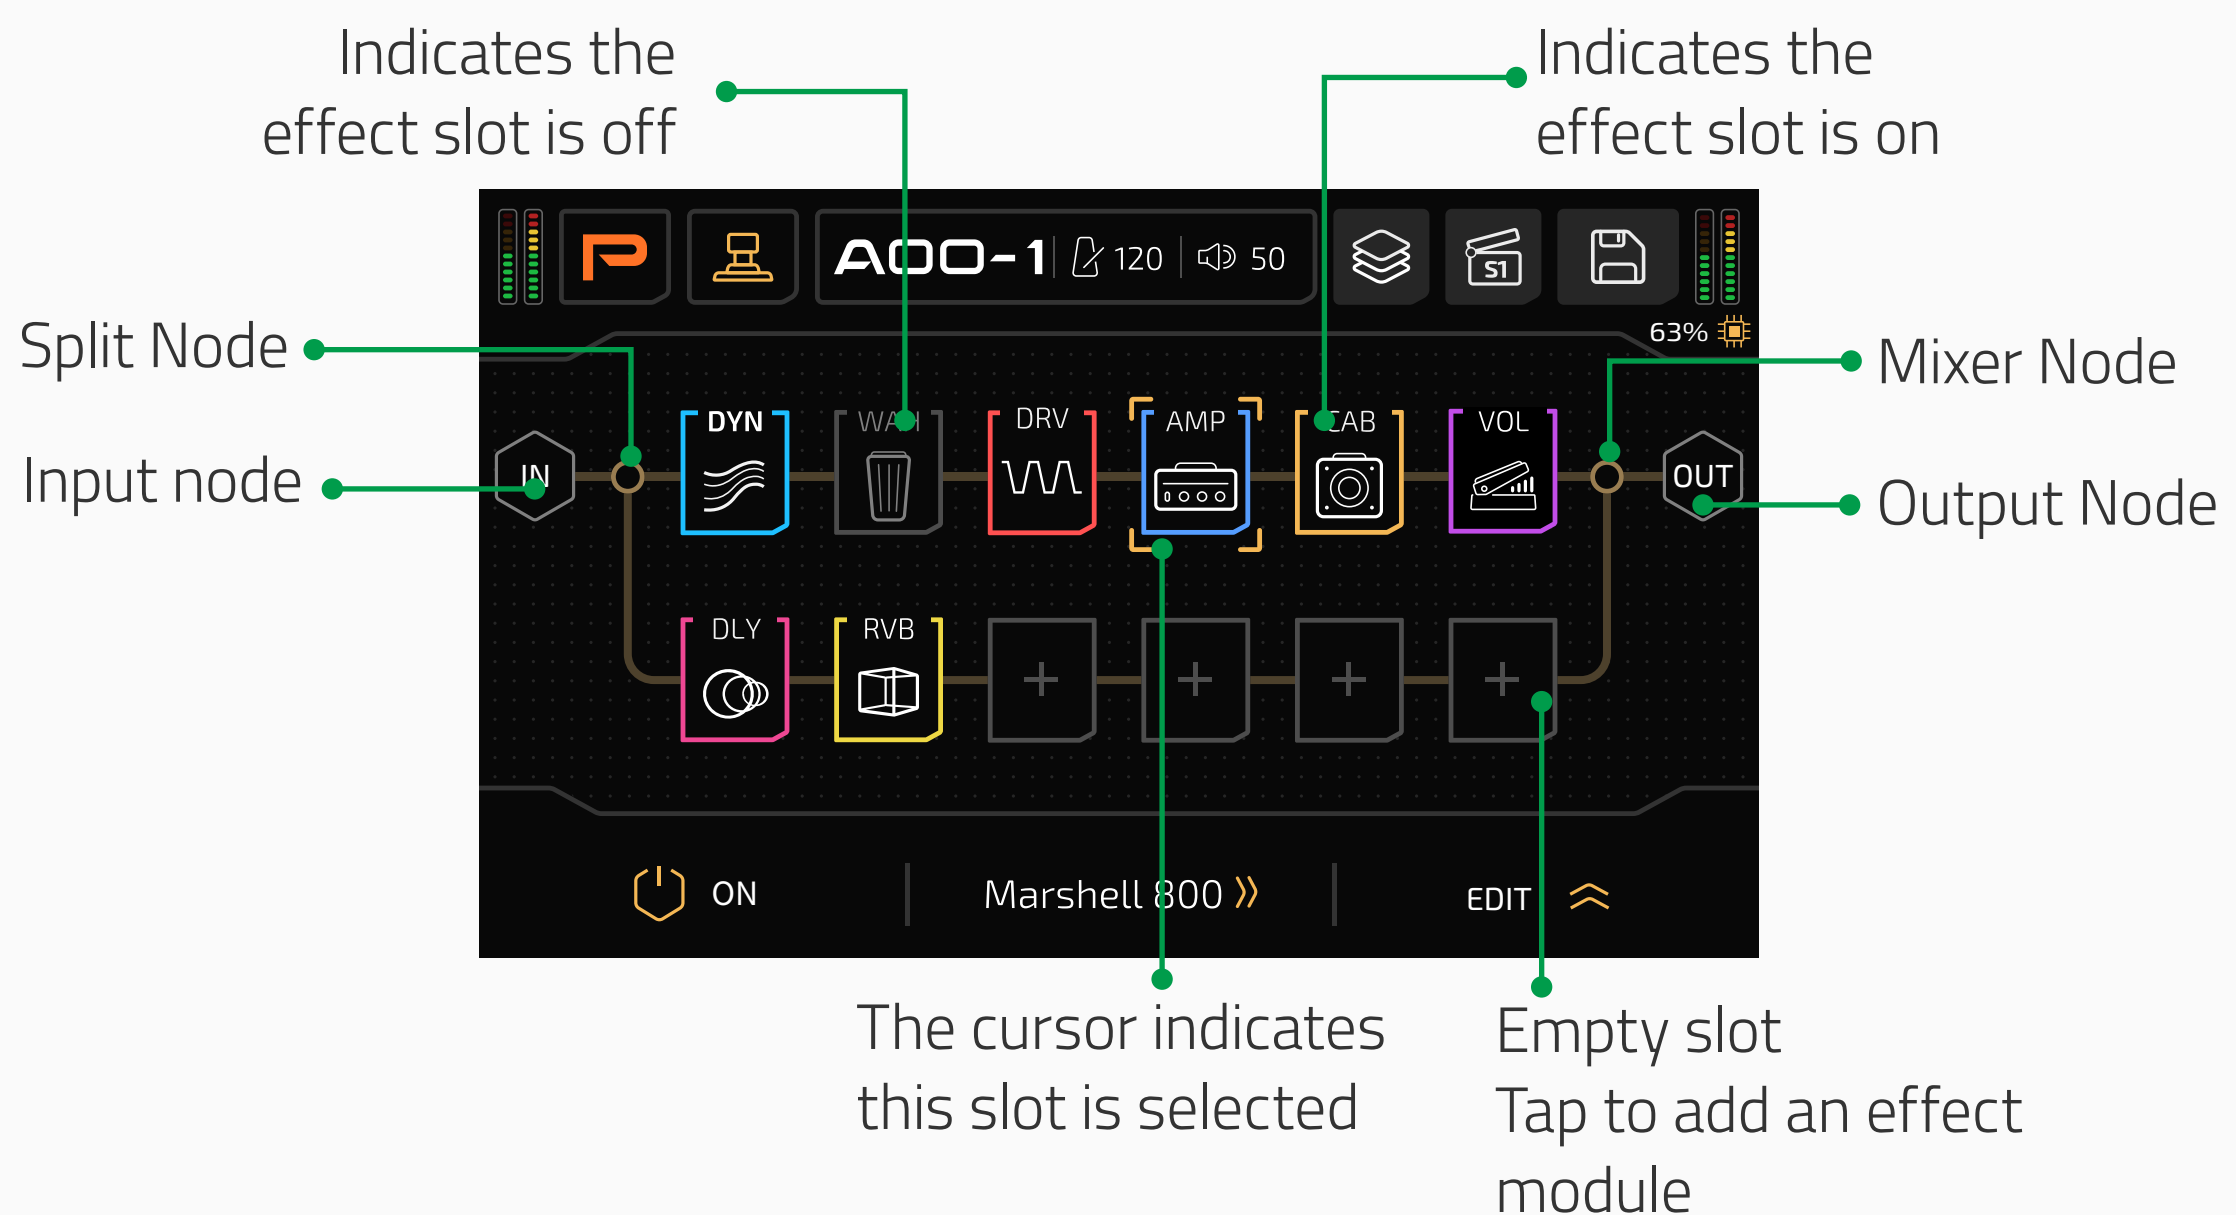 Indicates the
effect slot is off
Indicates the
effect slot is on
A00-1 120 50
S1
63%
Split Node
Mixer Node
Input node
Output Node
IN
DYN WAH DRV AMP CAB VOL
OUT
DLY RVB
ON
Marshell 800
EDIT
The cursor indicates
this slot is selected
Empty slot
Tap to add an effect
module